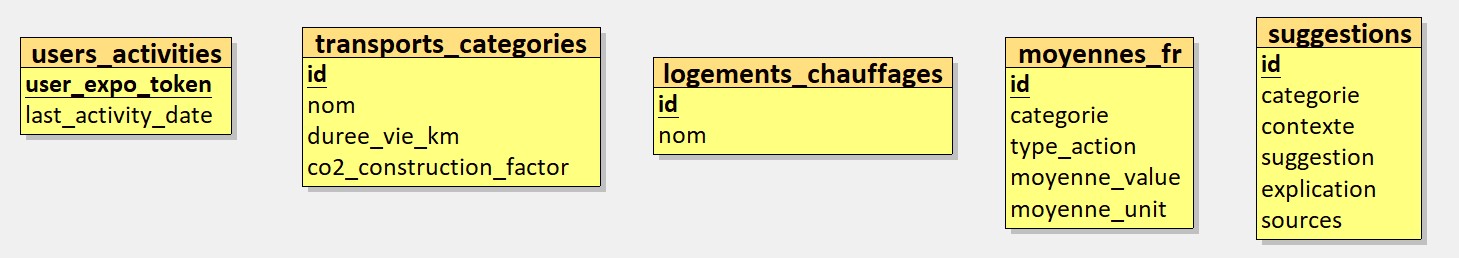 users_activities
user_expo_token
last_activity_date
transports_categories
id
nom
duree_vie_km
co2_construction_factor
logements_chauffages
id
nom
moyennes_fr
id
categorie
type_action
moyenne_value
moyenne_unit
suggestions
id
categorie
contexte
suggestion
explication
sources